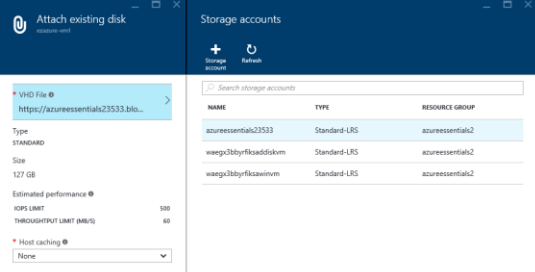 Attach existing disk
ezazure-vm1
* VHD File
https://azureessentials23533.blo...
Type
STANDARD
Size
127 GB
Estimated performance
IOPS LIMIT 500
THROUGHTPUT LIMIT (MB/S) 60
* Host caching
None
Storage accounts
Storage account
Refresh
Search storage accounts
NAME TYPE RESOURCE GROUP
azureessentials23533 Standard-LRS azureessentials2
waegx3bbyrfiksaddiskvm Standard-LRS azureessentials2
waegx3bbyrfiksawinvm Standard-LRS azureessentials2